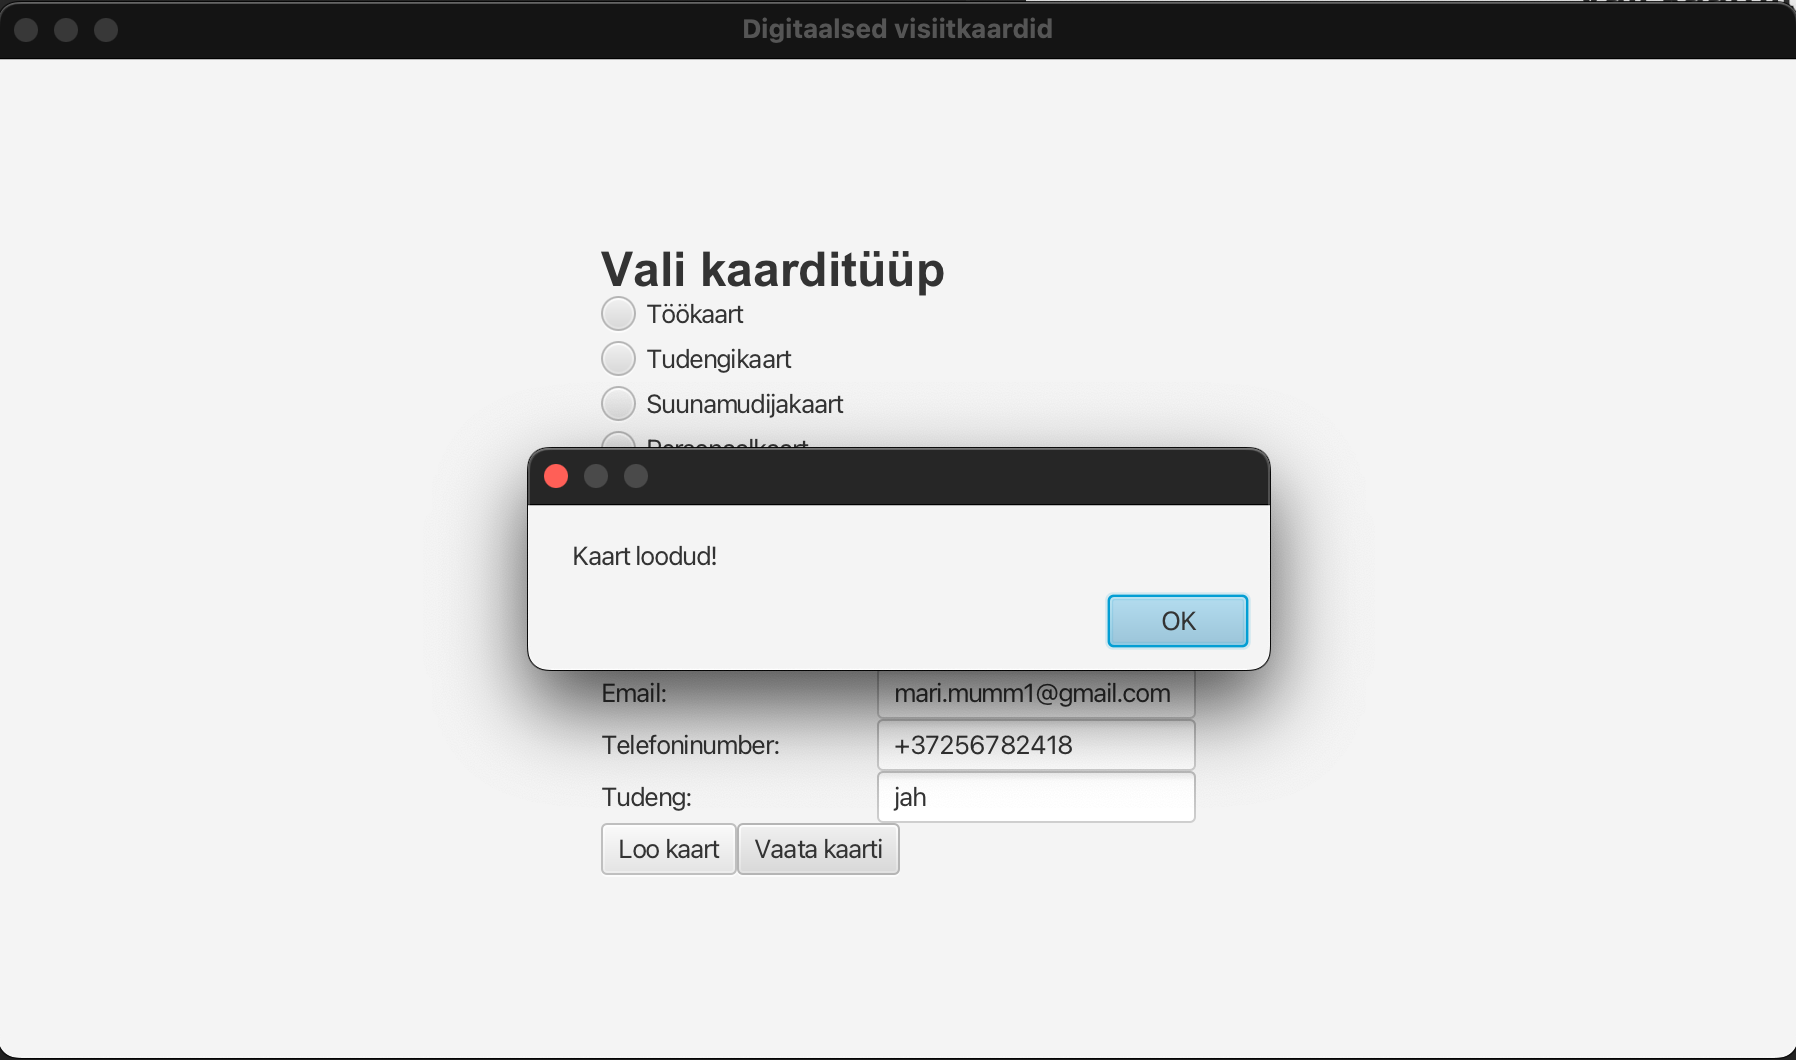 Digitaalsed visiitkaardid
Vali kaarditüüp
Töökaart
Tudengikaart
Suunamudijakaart
Kaart loodud!
OK
Email: mari.mumm1@gmail.com
Telefoninumber: +37256782418
Tudeng: jah
Loo kaart Vaata kaarti